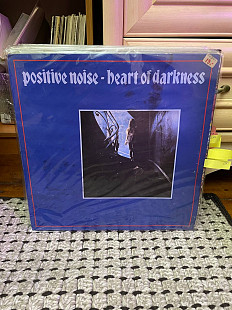 positive noise - heart of darkness